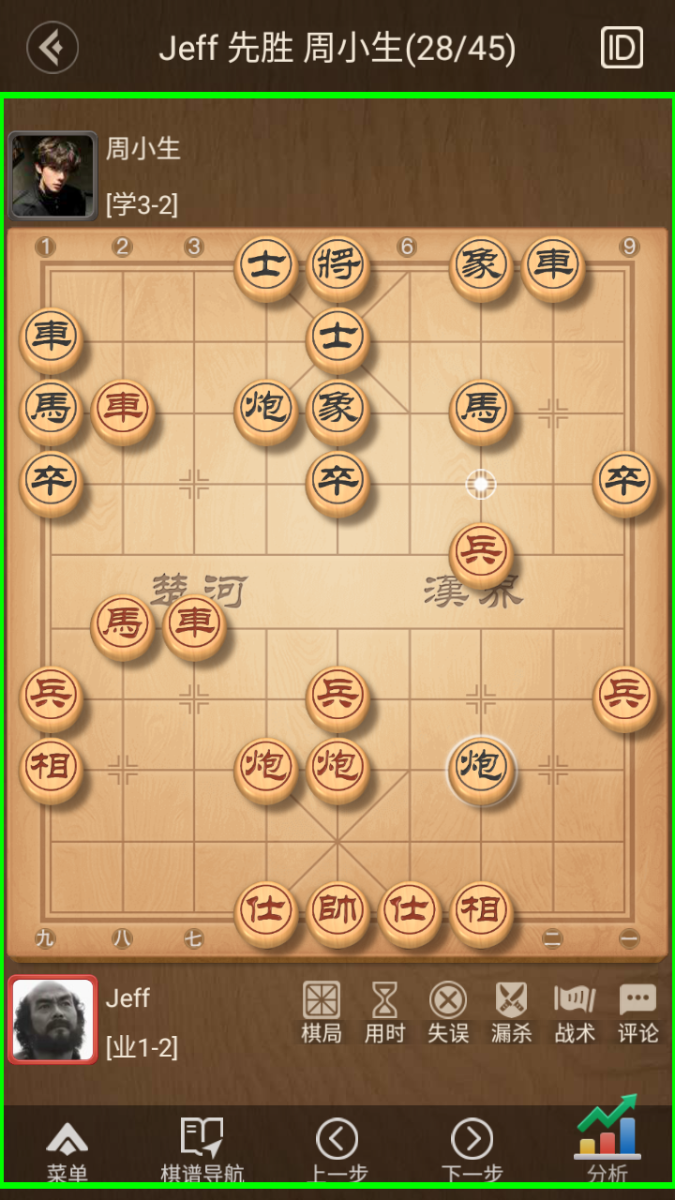 Jeff 先胜 周小生(28/45)
ID
周小生
[学3-2]
1 2 3 6 9
士 將 象 車
車 士
馬 車 炮 象 馬
卒 卒 卒
兵
楚河 漢界
馬 車
兵 兵 兵
相 炮 炮 炮
仕 帥 仕 相
九 八 七 二 一
Jeff
[业1-2]
棋局 用时 失误 漏杀 战术 评论
菜单 棋谱导航 上一步 下一步 分析